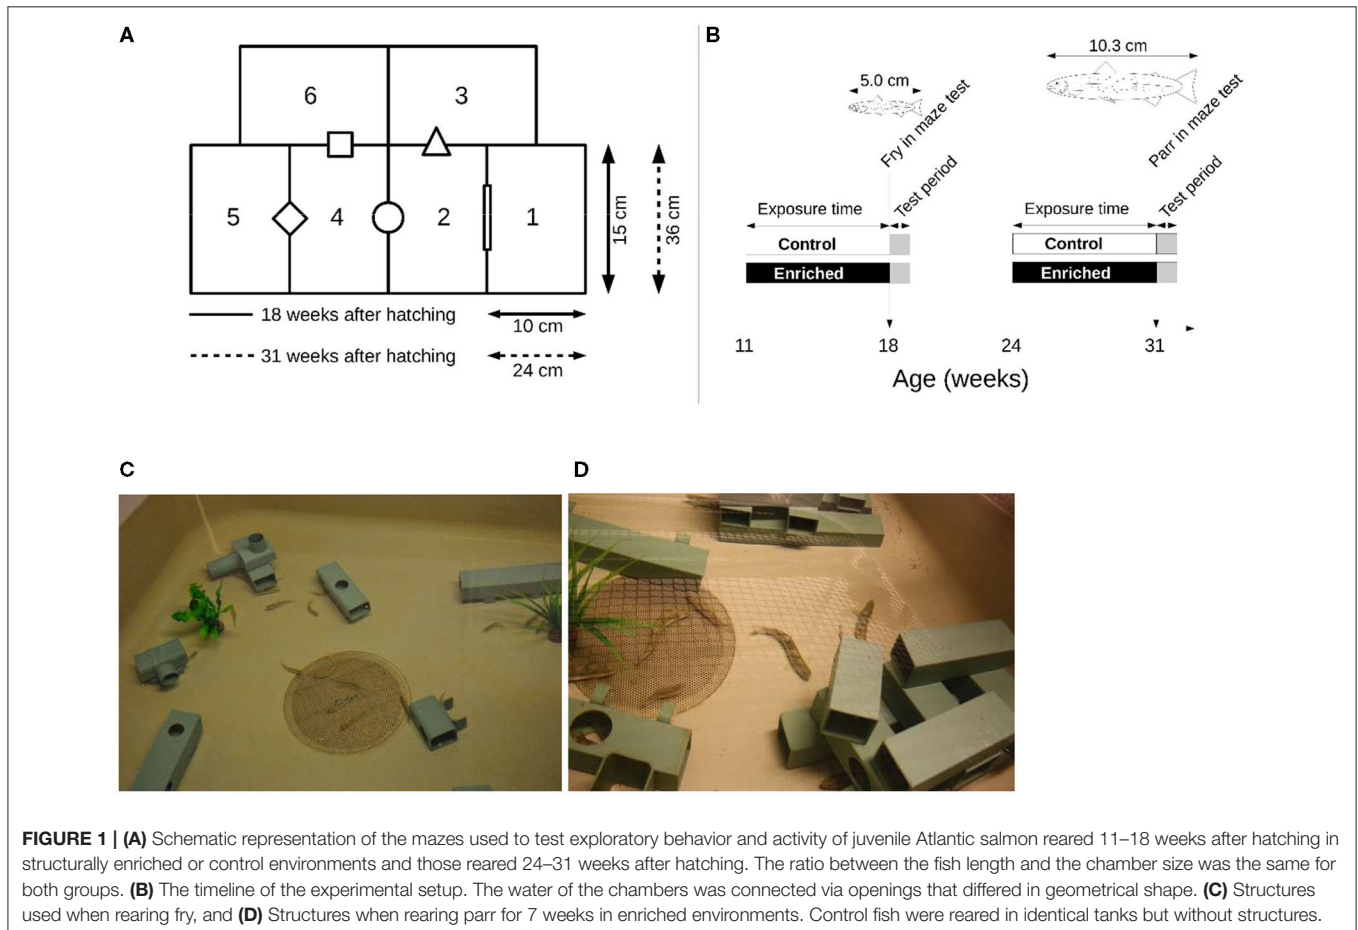 A
6
3
5
4
2
1
15 cm
36 cm
18 weeks after hatching
10 cm
31 weeks after hatching
24 cm
B
10.3 cm
5.0 cm
Fry in maze test
Parr in maze test
Test period
Test period
Exposure time
Exposure time
Control
Control
Enriched
Enriched
11
18
24
31
Age (weeks)
C
D
FIGURE 1 | (A) Schematic representation of the mazes used to test exploratory behavior and activity of juvenile Atlantic salmon reared 11–18 weeks after hatching in
structurally enriched or control environments and those reared 24–31 weeks after hatching. The ratio between the fish length and the chamber size was the same for
both groups. (B) The timeline of the experimental setup. The water of the chambers was connected via openings that differed in geometrical shape. (C) Structures
used when rearing fry, and (D) Structures when rearing parr for 7 weeks in enriched environments. Control fish were reared in identical tanks but without structures.